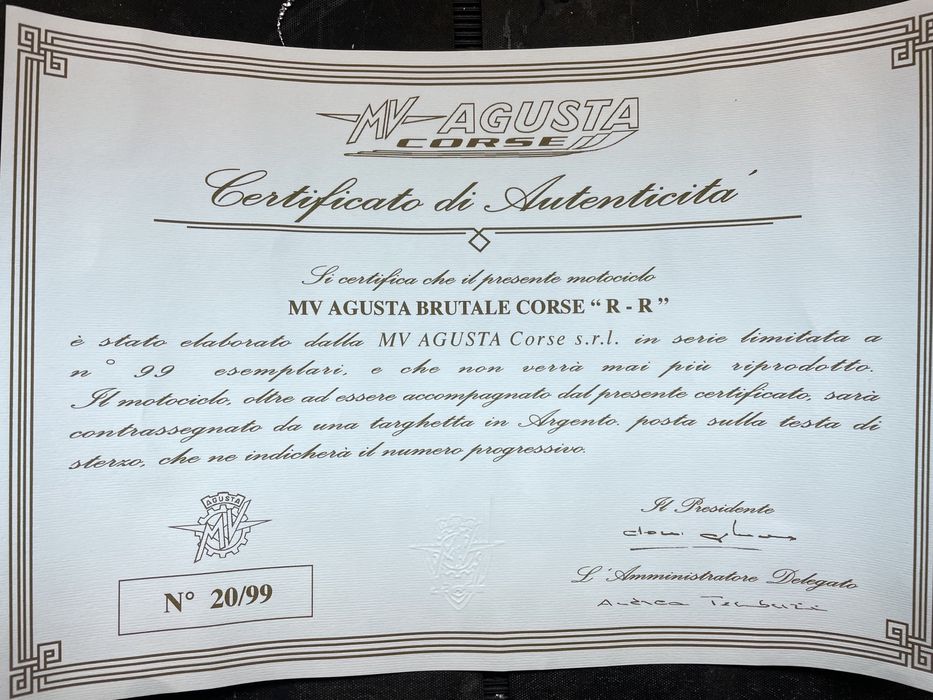 MV AGUSTA
CORSE
Certificato di Autenticità
Si certifica che il presente motociclo
MV AGUSTA BRUTALE CORSE “ R - R ”
è stato elaborato dalla MV AGUSTA Corse s.r.l. in serie limitata a
n° 99 esemplari, e che non verrà mai più riprodotto.
Il motociclo, oltre ad essere accompagnato dal presente certificato, sarà
contrassegnato da una targhetta in Argento, posta sulla testa di
sterzo, che ne indicherà il numero progressivo.
AGUSTA
MV
N° 20/99
Il Presidente
L'Amministratore Delegato